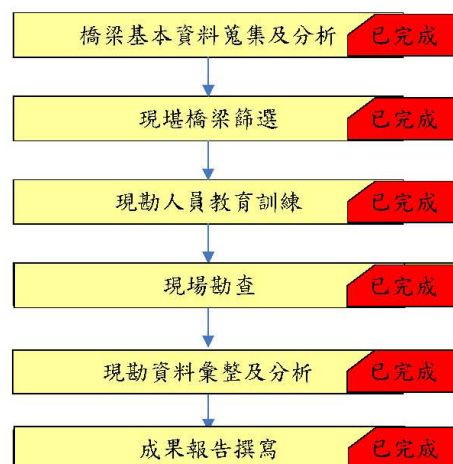 橋梁基本資料蒐集及分析 已完成
現堪橋梁篩選 已完成
現勘人員教育訓練 已完成
現場勘查 已完成
現勘資料彙整及分析 已完成
成果報告撰寫 已完成